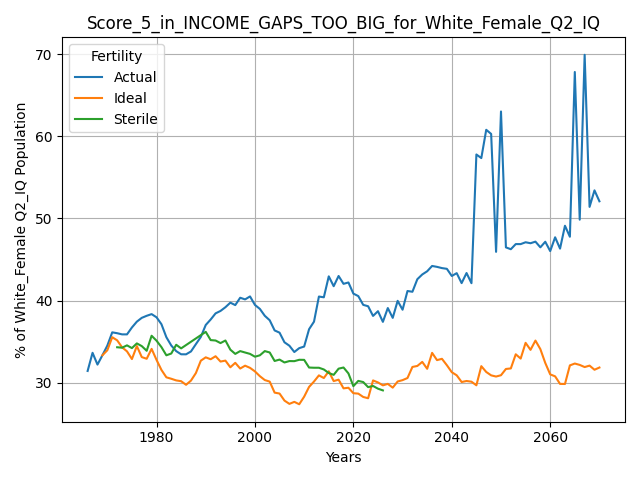 Score_5_in_INCOME_GAPS_TOO_BIG_for_White_Female_Q2_IQ
Fertility
Actual
Ideal
Sterile
% of White_Female Q2_IQ Population
70
60
50
40
30
1980
2000
2020
2040
2060
Years